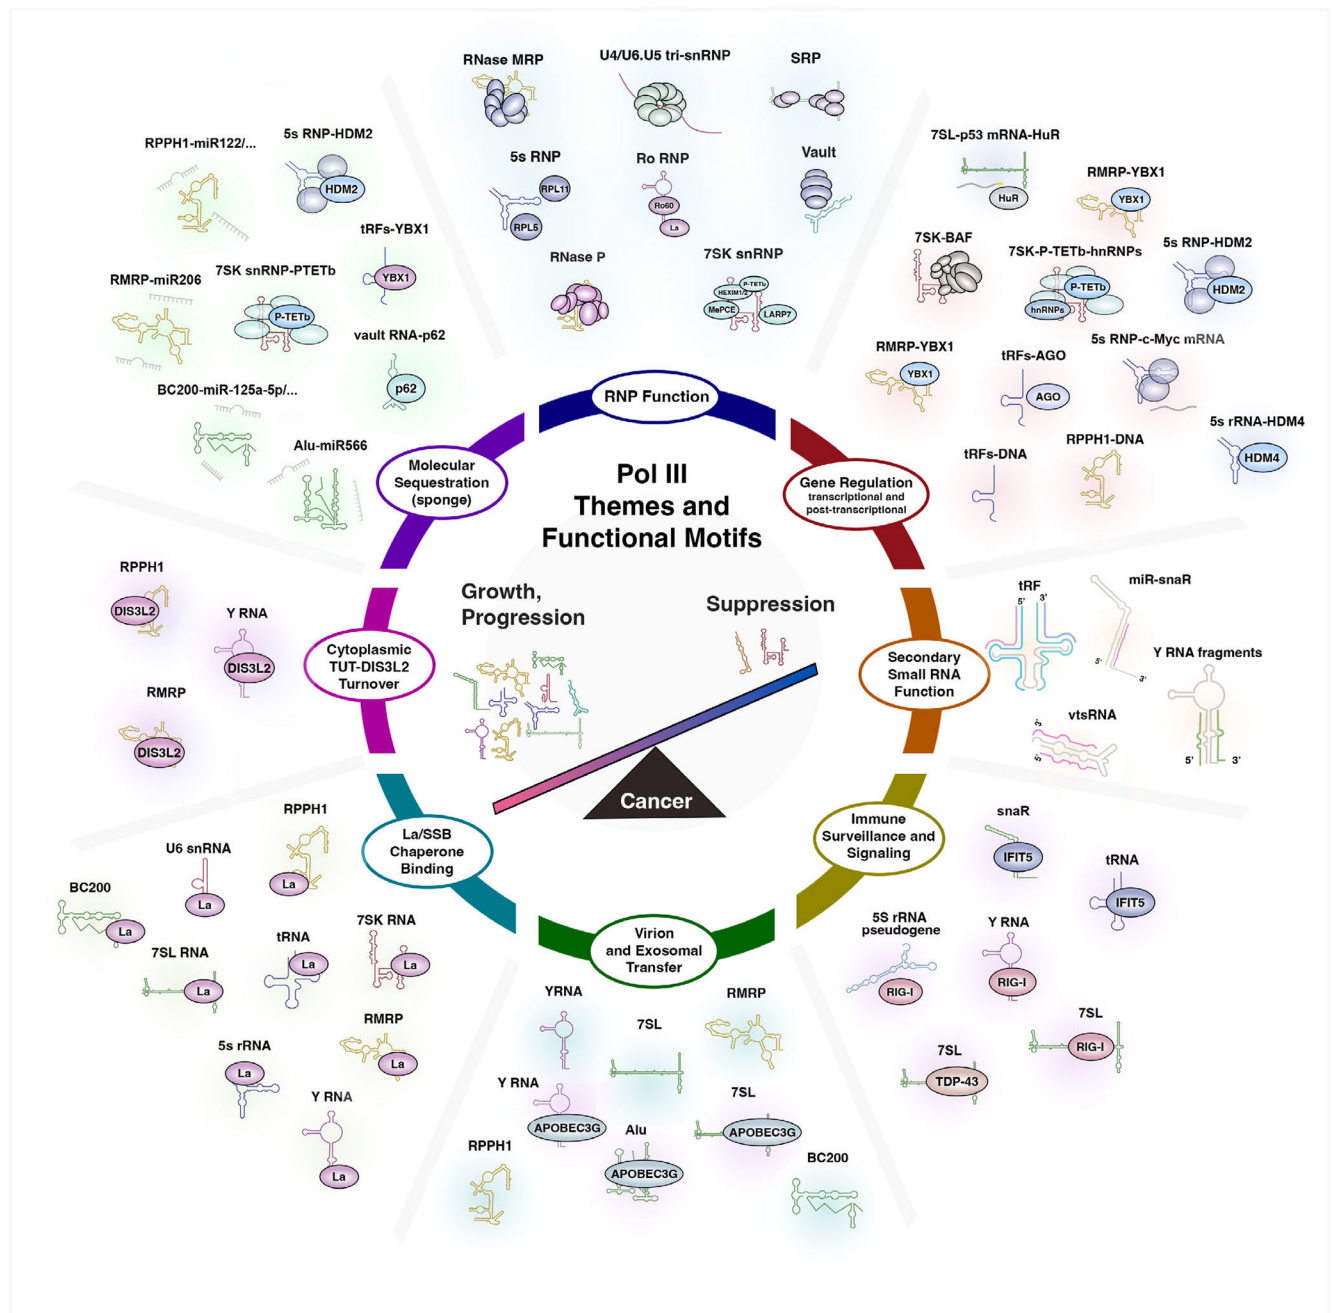 RNase MRP
U4/U6.U5 tri-snRNP
SRP
5s RNP
RPL11
RPL5
Ro RNP
Ro60
La
Vault
RNase P
7SK snRNP
HEXIM1/2
P-TETb
MePCE
LARP7
RNP Function
7SL-p53 mRNA-HuR
HuR
RMRP-YBX1
YBX1
7SK-BAF
7SK-P-TETb-hnRNPs
P-TETb
hnRNPs
5s RNP-HDM2
HDM2
RMRP-YBX1
YBX1
tRFs-AGO
AGO
5s RNP-c-Myc mRNA
tRFs-DNA
RPPH1-DNA
5s rRNA-HDM4
HDM4
Gene Regulation
transcriptional and
post-transcriptional
tRF
5'
3'
miR-snaR
5'
3'
Y RNA fragments
5'
3'
vtsRNA
3'
5'
Secondary
Small RNA
Function
snaR
IFIT5
tRNA
IFIT5
5S rRNA
pseudogene
RIG-I
Y RNA
RIG-I
7SL
RIG-I
7SL
TDP-43
Immune
Surveillance and
Signaling
Virion
and Exosomal
Transfer
YRNA
7SL
RMRP
Y RNA
APOBEC3G
Alu
APOBEC3G
7SL
APOBEC3G
RPPH1
BC200
La/SSB
Chaperone
Binding
RPPH1
La
U6 snRNA
La
BC200
La
7SL RNA
La
tRNA
La
7SK RNA
La
RMRP
La
5s rRNA
La
Y RNA
La
Cytoplasmic
TUT-DIS3L2
Turnover
RPPH1
DIS3L2
Y RNA
DIS3L2
RMRP
DIS3L2
Molecular
Sequestration
(sponge)
RPPH1-miR122/...
5s RNP-HDM2
HDM2
tRFs-YBX1
YBX1
RMRP-miR206
7SK snRNP-PTETb
P-TETb
vault RNA-p62
p62
BC200-miR-125a-5p/...
Alu-miR566
Pol III
Themes and
Functional Motifs
Growth,
Progression
Suppression
Cancer